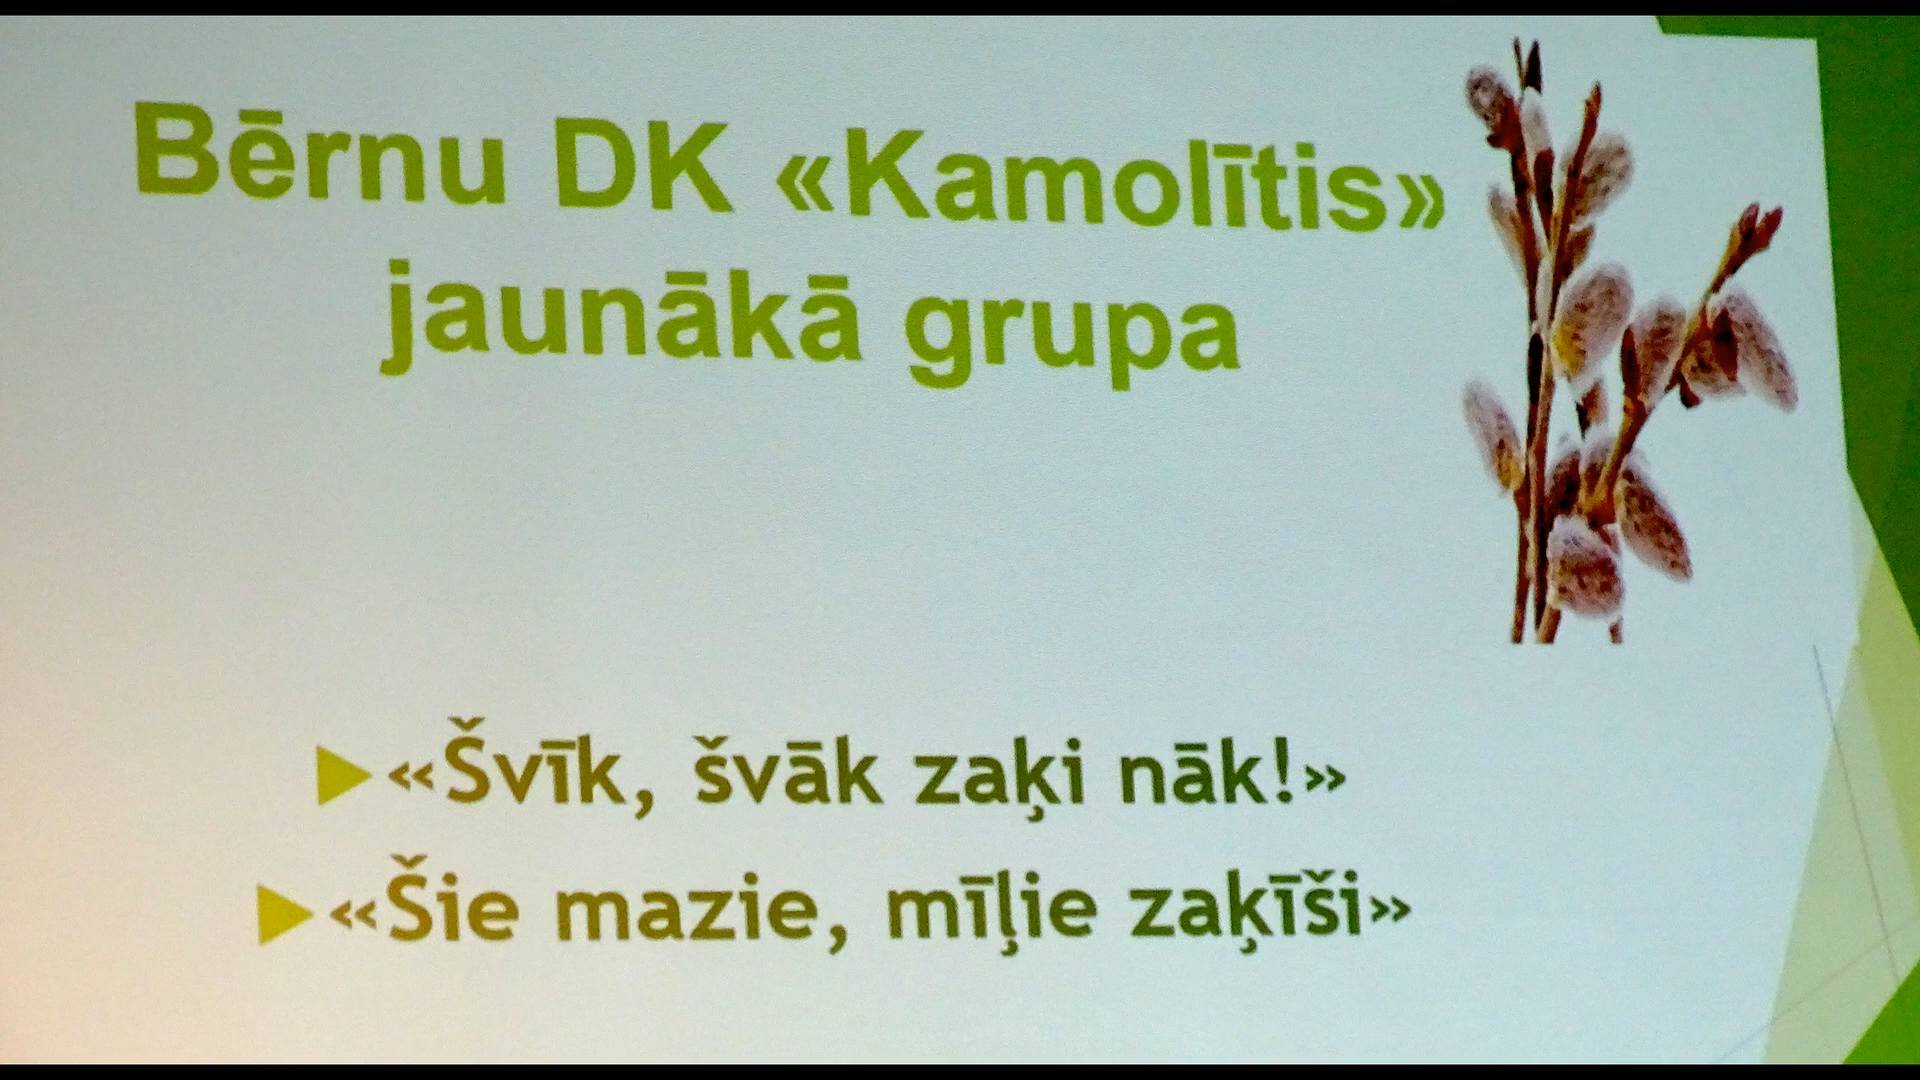 Bērnu DK «Kamolītis»
jaunākā grupa
«Švīk, švāk zaķi nāk!»
«Šie mazie, mīļie zaķīši»